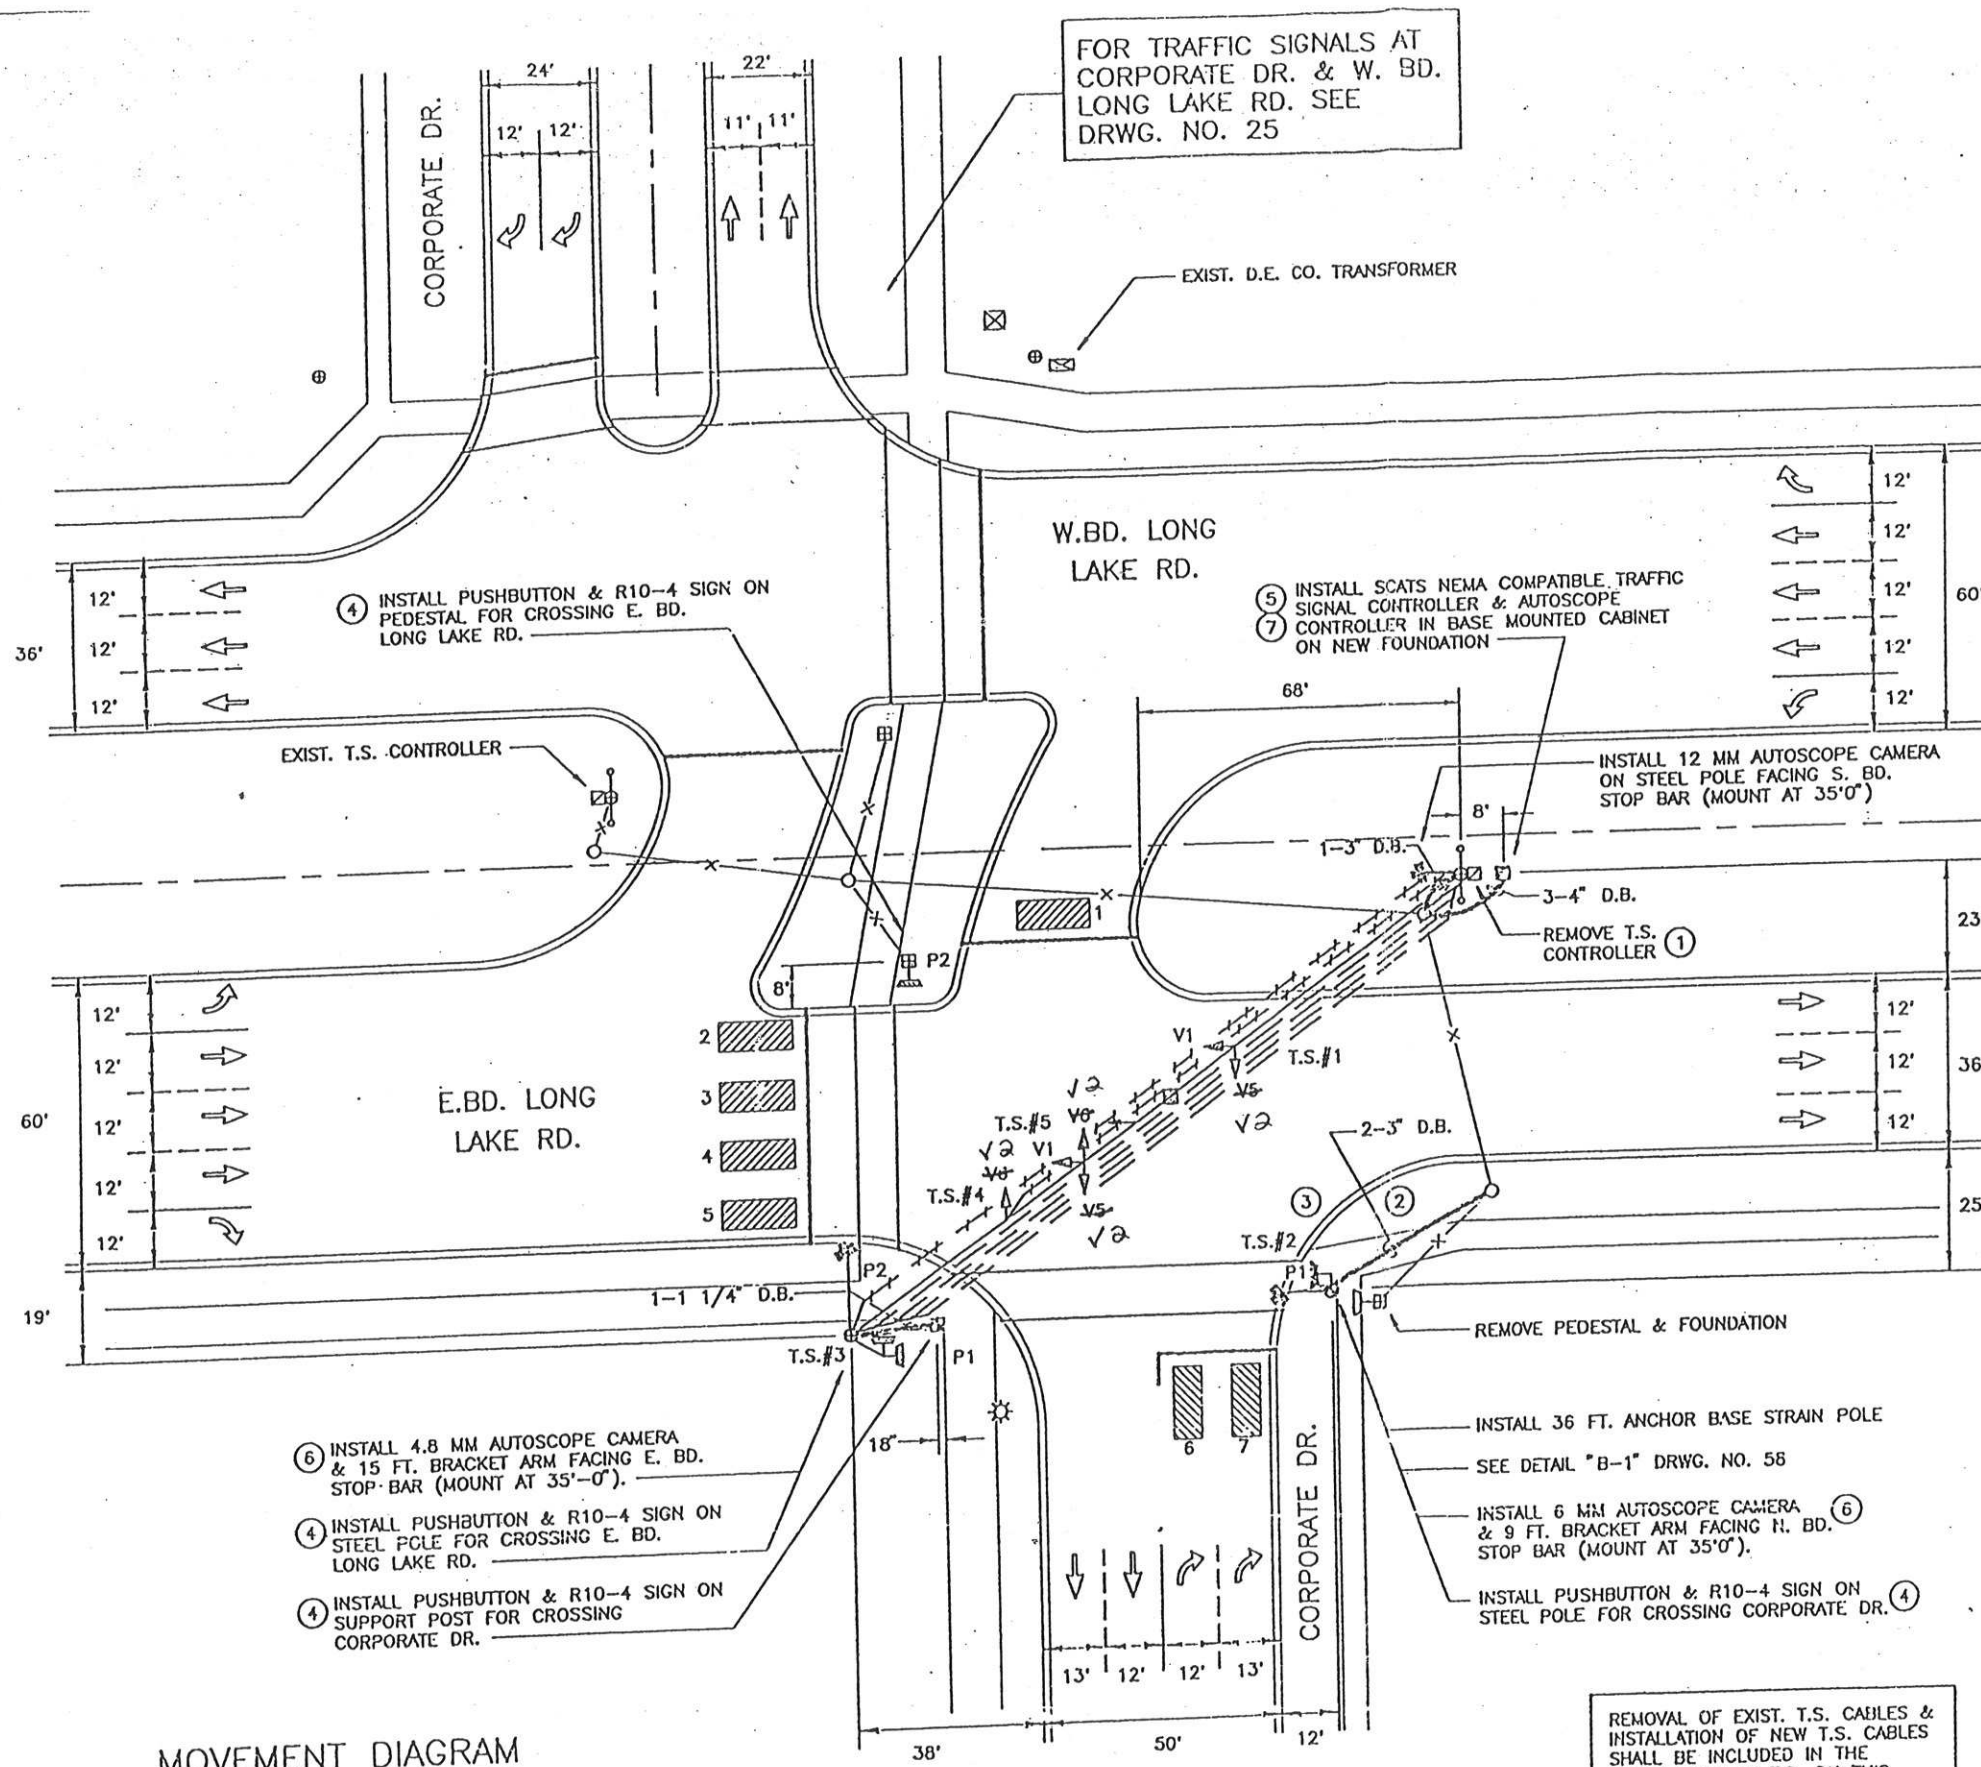 FOR TRAFFIC SIGNALS AT
CORPORATE DR. & W. BD.
LONG LAKE RD. SEE
DRWG. NO. 25
24'
22'
12' 12'
11' 11'
CORPORATE DR.
EXIST. D.E. CO. TRANSFORMER
W.BD. LONG
LAKE RD.
12'
12'
12'
12'
12'
60'
36'
12'
12'
12'
④ INSTALL PUSHBUTTON & R10-4 SIGN ON
PEDESTAL FOR CROSSING E. BD.
LONG LAKE RD.
⑤ INSTALL SCATS NEMA COMPATIBLE TRAFFIC
SIGNAL CONTROLLER & AUTOSCOPE
⑦ CONTROLLER IN BASE MOUNTED CABINET
ON NEW FOUNDATION
68'
EXIST. T.S. CONTROLLER
INSTALL 12 MM AUTOSCOPE CAMERA
ON STEEL POLE FACING S. BD.
STOP BAR (MOUNT AT 35'0")
8'
1-3" D.B.
3-4" D.B.
REMOVE T.S.
CONTROLLER ①
23
1
P2
8'
2
3
4
5
60'
12'
12'
12'
12'
12'
E.BD. LONG
LAKE RD.
12'
12'
12'
36
V1
T.S.#1
V5
√2
√2
V6
T.S.#5
V1
√2
V6
T.S.#4
V5
√2
2-3" D.B.
③
②
25
T.S.#2
P1
P2
1-1 1/4" D.B.
19'
T.S.#3
P1
18"
REMOVE PEDESTAL & FOUNDATION
6
7
CORPORATE DR.
⑥ INSTALL 4.8 MM AUTOSCOPE CAMERA
& 15 FT. BRACKET ARM FACING E. BD.
STOP BAR (MOUNT AT 35'-0").
④ INSTALL PUSHBUTTON & R10-4 SIGN ON
STEEL POLE FOR CROSSING E. BD.
LONG LAKE RD.
④ INSTALL PUSHBUTTON & R10-4 SIGN ON
SUPPORT POST FOR CROSSING
CORPORATE DR.
INSTALL 36 FT. ANCHOR BASE STRAIN POLE
SEE DETAIL "B-1" DRWG. NO. 58
INSTALL 6 MM AUTOSCOPE CAMERA ⑥
& 9 FT. BRACKET ARM FACING N. BD.
STOP BAR (MOUNT AT 35'0").
INSTALL PUSHBUTTON & R10-4 SIGN ON
STEEL POLE FOR CROSSING CORPORATE DR. ④
13' 12' 12' 13'
38'
50'
12'
MOVEMENT DIAGRAM
REMOVAL OF EXIST. T.S. CABLES &
INSTALLATION OF NEW T.S. CABLES
SHALL BE INCLUDED IN THE